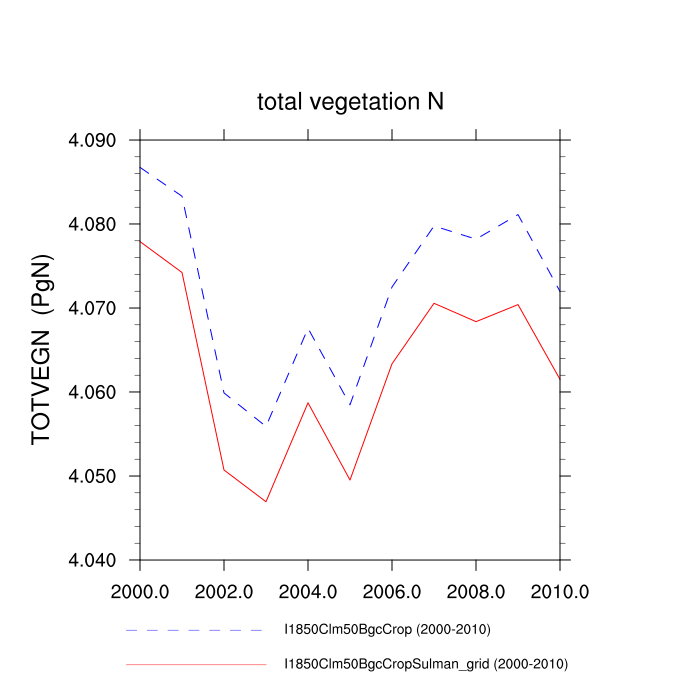 total vegetation N
TOTVEGN (PgN)
4.090
4.080
4.070
4.060
4.050
4.040
2000.0 2002.0 2004.0 2006.0 2008.0 2010.0
I1850Clm50BgcCrop (2000-2010)
I1850Clm50BgcCropSulman_grid (2000-2010)